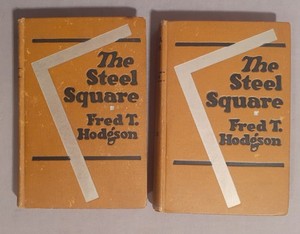 The
Steel
Square
Fred T.
Hodgson
The
Steel
Square
Fred T.
Hodgson